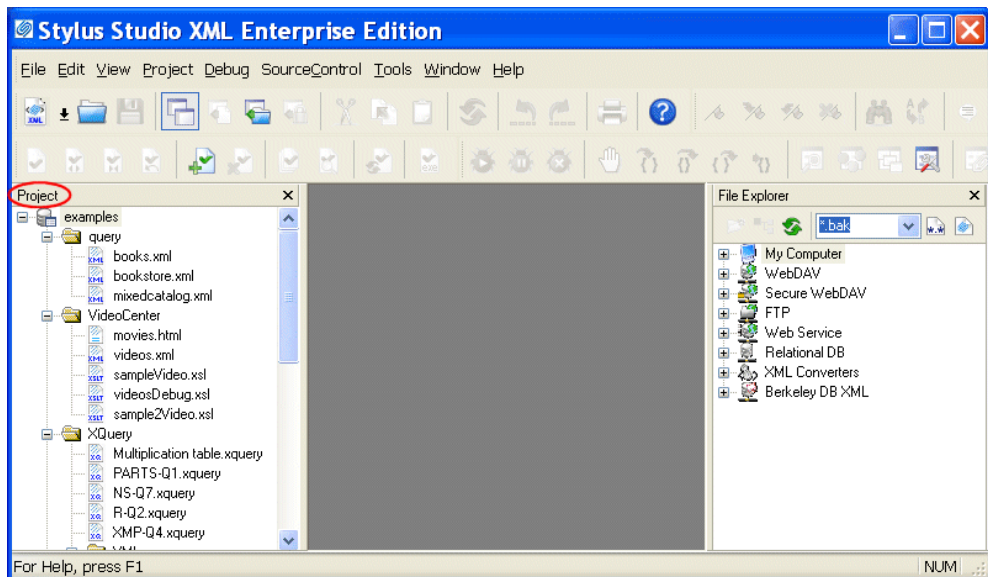 Stylus Studio XML Enterprise Edition
File Edit View Project Debug SourceControl Tools Window Help
Project
examples
query
books.xml
bookstore.xml
mixedcatalog.xml
VideoCenter
movies.html
videos.xml
sampleVideo.xsl
videosDebug.xsl
sample2Video.xsl
XQuery
Multiplication table.xquery
PARTS-Q1.xquery
NS-Q7.xquery
R-Q2.xquery
XMP-Q4.xquery
File Explorer
*.bak
My Computer
WebDAV
Secure WebDAV
FTP
Web Service
Relational DB
XML Converters
Berkeley DB XML
For Help, press F1
NUM